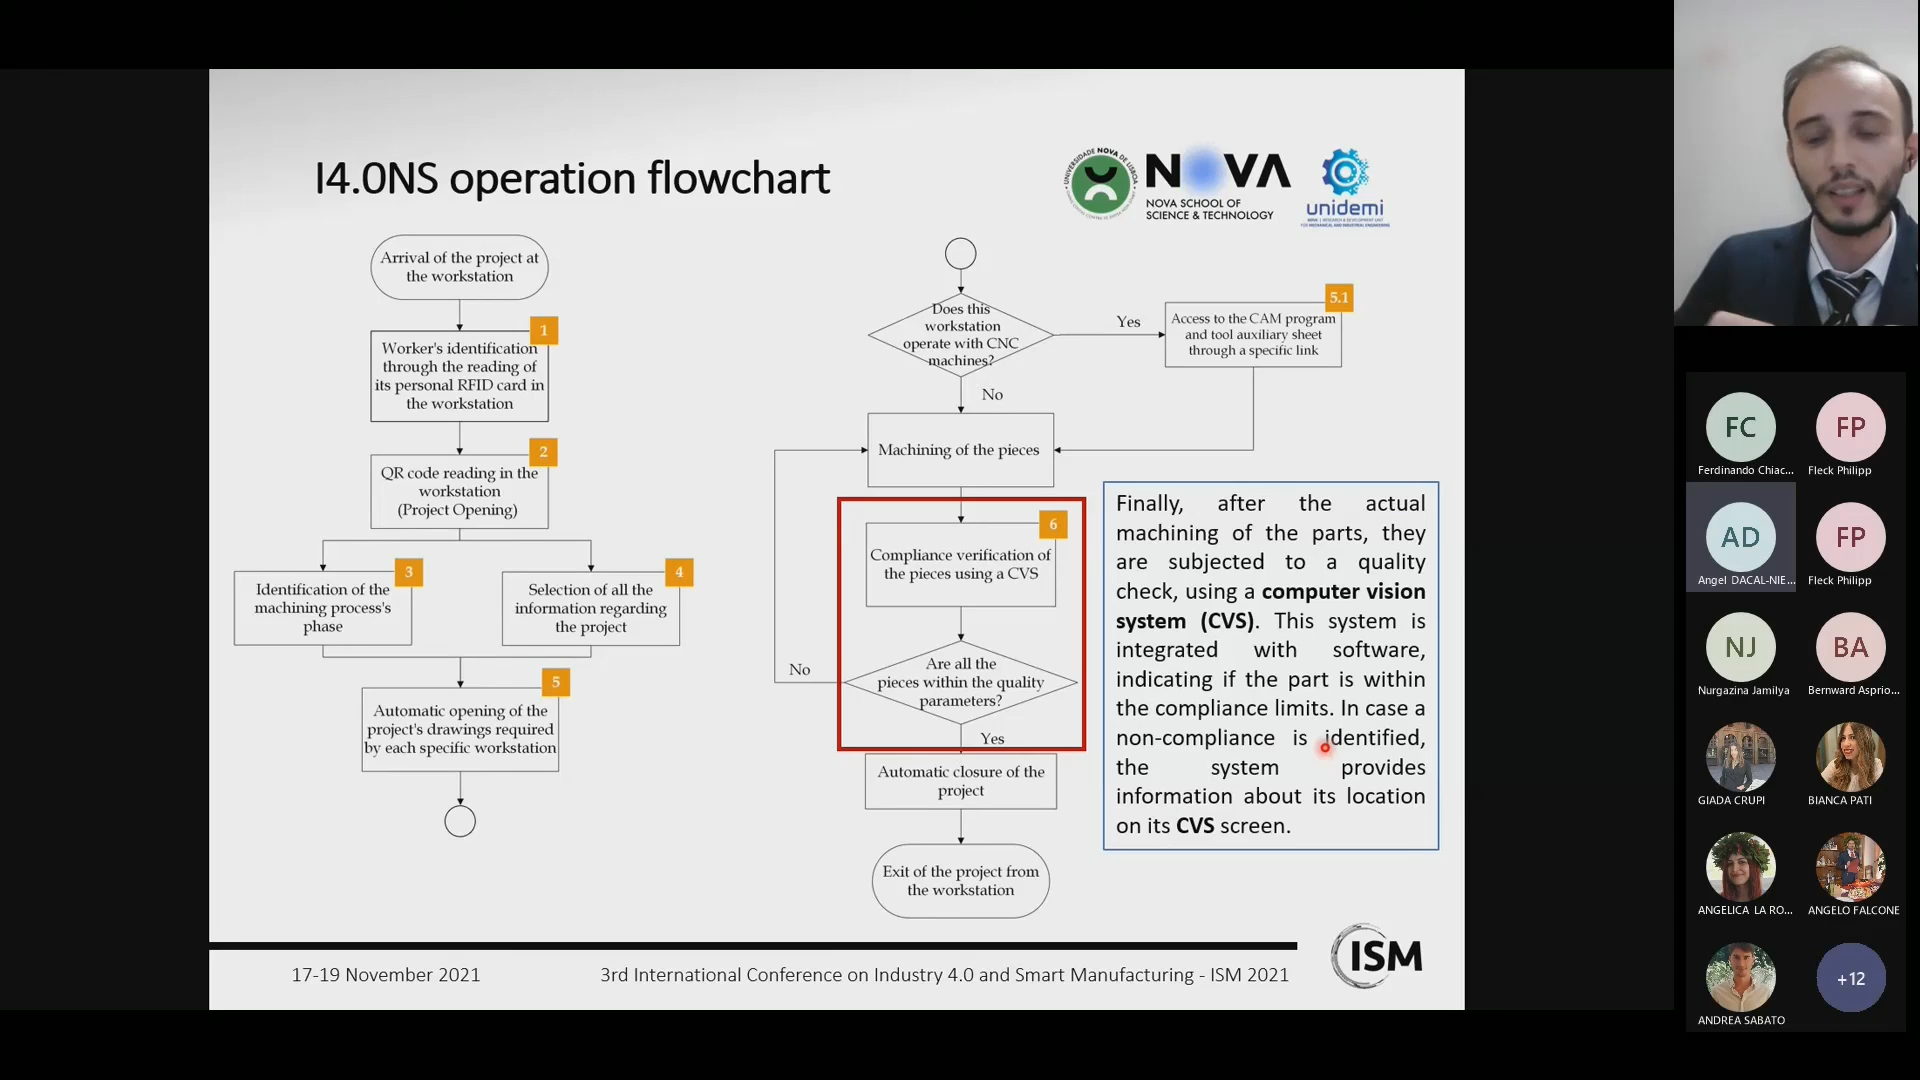 I4.0NS operation flowchart
UNIVERSIDADE NOVA DE LISBOA
NOVA
NOVA SCHOOL OF
SCIENCE & TECHNOLOGY
unidemi
Arrival of the project at
the workstation
1
Worker's identification
through the reading of
its personal RFID card in
the workstation
2
QR code reading in the
workstation
(Project Opening)
3
Identification of the
machining process's
phase
4
Selection of all the
information regarding
the project
5
Automatic opening of the
project's drawings required
by each specific workstation
Does this
workstation
operate with CNC
machines?
Yes
5.1
Access to the CAM program
and tool auxiliary sheet
through a specific link
No
Machining of the pieces
6
Compliance verification of
the pieces using a CVS
Are all the
pieces within the quality
parameters?
No
Yes
Automatic closure of the
project
Exit of the project from
the workstation
Finally, after the actual
machining of the parts, they
are subjected to a quality
check, using a computer vision
system (CVS). This system is
integrated with software,
indicating if the part is within
the compliance limits. In case a
non-compliance is identified,
the system provides
information about its location
on its CVS screen.
17-19 November 2021
3rd International Conference on Industry 4.0 and Smart Manufacturing - ISM 2021
ISM
FC
Ferdinando Chiac...
FP
Fleck Philipp
AD
Angel DACAL-NIE...
FP
Fleck Philipp
NJ
Nurgazina Jamilya
BA
Bernward Asprio...
GIADA CRUPI
BIANCA PATI
ANGELICA LA RO...
ANGELO FALCONE
ANDREA SABATO
+12